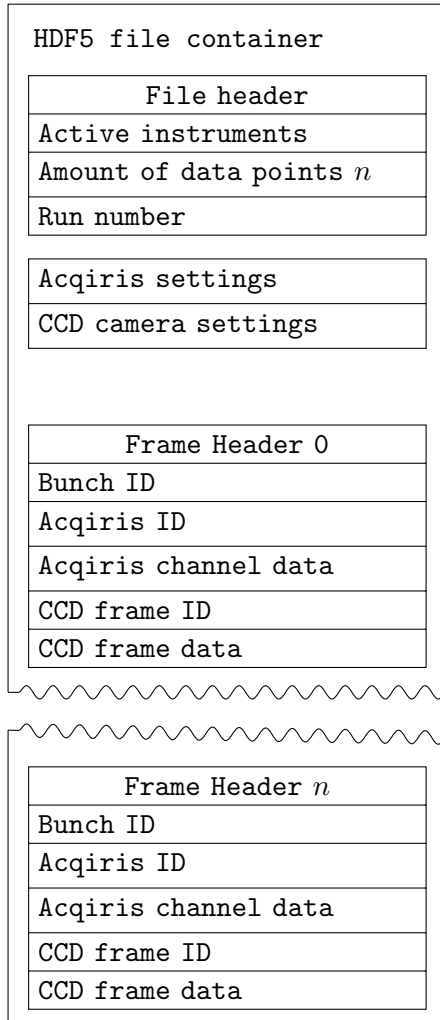 HDF5 file container
File header
Active instruments
Amount of data points n
Run number
Acqiris settings
CCD camera settings
Frame Header 0
Bunch ID
Acqiris ID
Acqiris channel data
CCD frame ID
CCD frame data
Frame Header n
Bunch ID
Acqiris ID
Acqiris channel data
CCD frame ID
CCD frame data